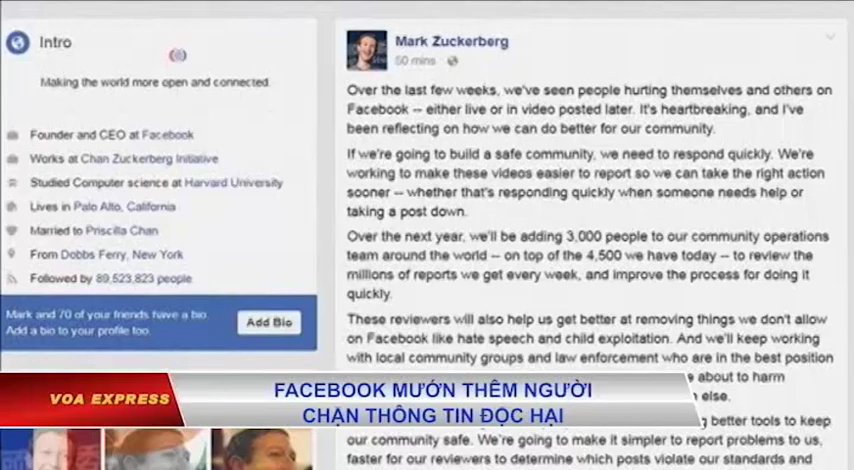 Intro
Making the world more open and connected.
Founder and CEO at Facebook
Works at Chan Zuckerberg Initiative
Studied Computer science at Harvard University
Lives in Palo Alto, California
Married to Priscilla Chan
From Dobbs Ferry, New York
Followed by 89,523,823 people
Mark and 70 of your friends have a bio.
Add a bio to your profile too.
Add Bio
Mark Zuckerberg
50 mins
Over the last few weeks, we've seen people hurting themselves and others on
Facebook -- either live or in video posted later. It's heartbreaking, and I've
been reflecting on how we can do better for our community.
If we're going to build a safe community, we need to respond quickly. We're
working to make these videos easier to report so we can take the right action
sooner -- whether that's responding quickly when someone needs help or
taking a post down.
Over the next year, we'll be adding 3,000 people to our community operations
team around the world -- on top of the 4,500 we have today -- to review the
millions of reports we get every week, and improve the process for doing it
quickly.
These reviewers will also help us get better at removing things we don't allow
on Facebook like hate speech and child exploitation. And we'll keep working
with local community groups and law enforcement who are in the best position
e about to harm
else.
better tools to keep
our community safe. We're going to make it simpler to report problems to us,
faster for our reviewers to determine which posts violate our standards and
VOA EXPRESS
FACEBOOK MƯỚN THÊM NGƯỜI
CHẶN THÔNG TIN ĐỘC HẠI